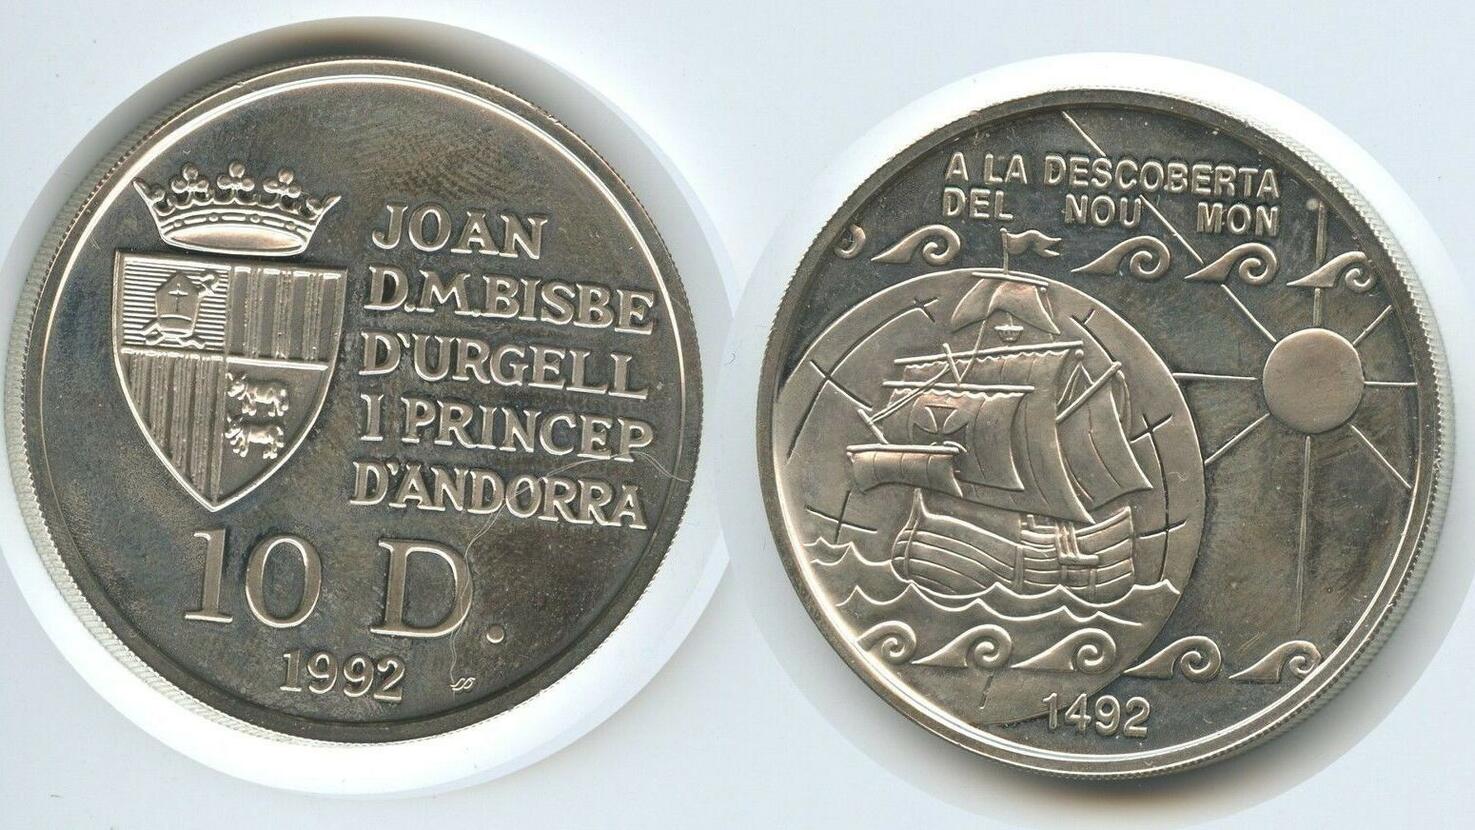 JOAN
D.M.BISBE
D'URGELL
I PRINCEP
D'ANDORRA
10 D.
1992
A LA DESCOBERTA
DEL NOU MON
1492